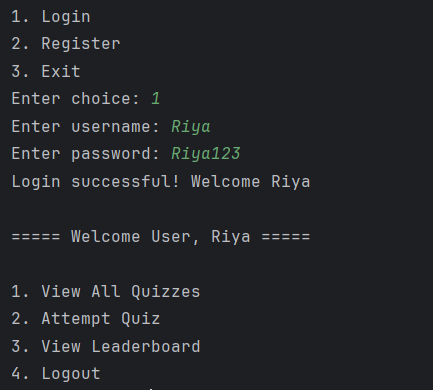 1. Login
2. Register
3. Exit
Enter choice: 1
Enter username: Riya
Enter password: Riya123
Login successful! Welcome Riya
===== Welcome User, Riya =====
1. View All Quizzes
2. Attempt Quiz
3. View Leaderboard
4. Logout